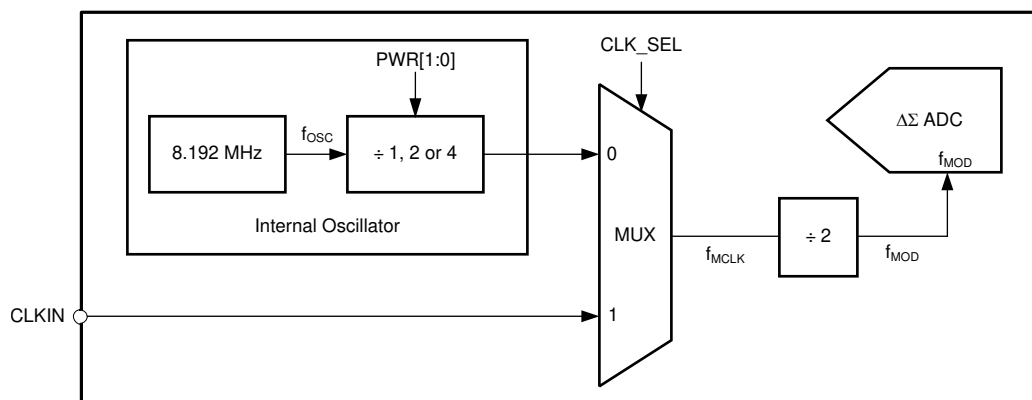 CLK_SEL
PWR[1:0]
8.192 MHz
fOSC
÷ 1, 2 or 4
0
ΔΣ ADC
fMOD
Internal Oscillator
MUX
fMCLK
÷ 2
fMOD
CLKIN
1